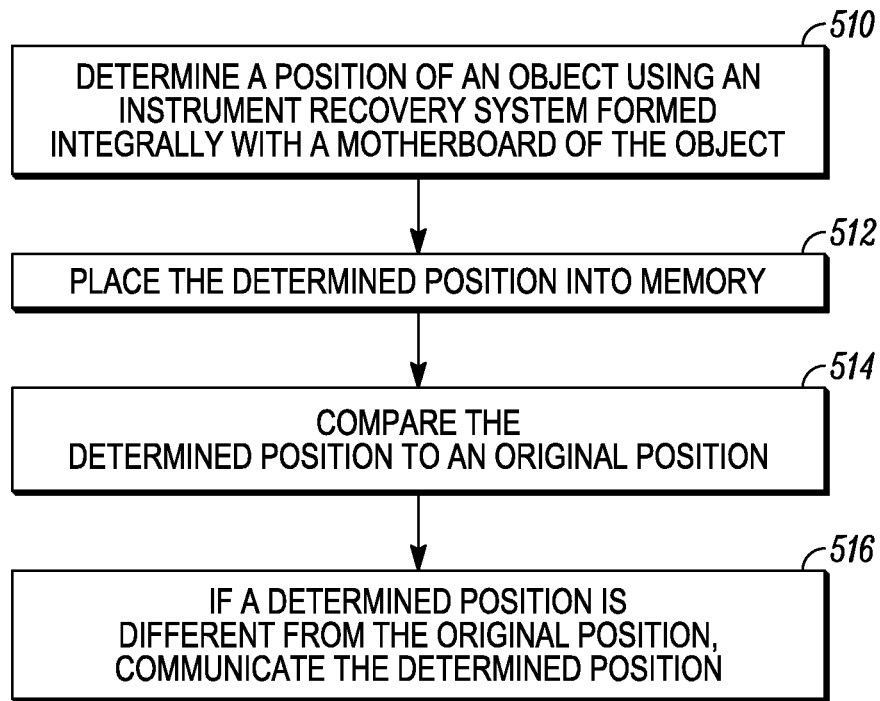 510
DETERMINE A POSITION OF AN OBJECT USING AN
INSTRUMENT RECOVERY SYSTEM FORMED
INTEGRALLY WITH A MOTHERBOARD OF THE OBJECT
512
PLACE THE DETERMINED POSITION INTO MEMORY
514
COMPARE THE
DETERMINED POSITION TO AN ORIGINAL POSITION
516
IF A DETERMINED POSITION IS
DIFFERENT FROM THE ORIGINAL POSITION,
COMMUNICATE THE DETERMINED POSITION